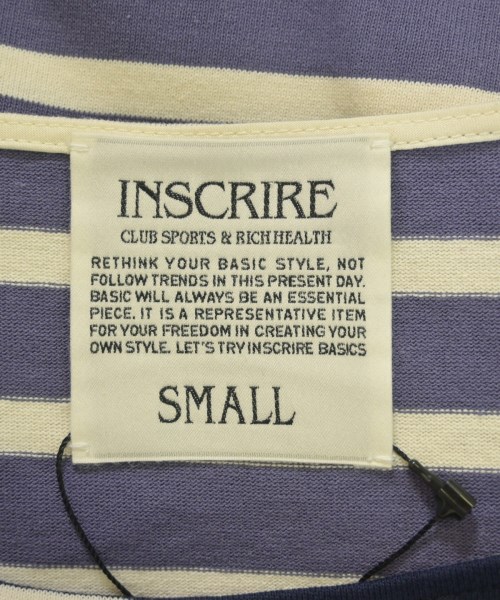 INSCRIRE
CLUB SPORTS & RICH HEALTH
RETHINK YOUR BASIC STYLE, NOT
FOLLOW TRENDS IN THIS PRESENT DAY.
BASIC WILL ALWAYS BE AN ESSENTIAL
PIECE. IT IS A REPRESENTATIVE ITEM
FOR YOUR FREEDOM IN CREATING YOUR
OWN STYLE. LET'S TRY INSCRIRE BASICS
SMALL